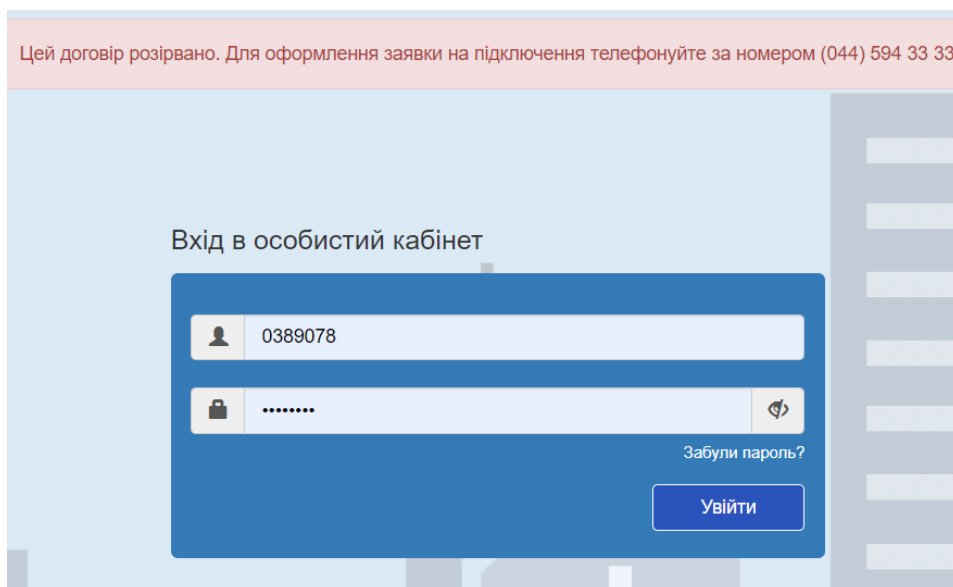 Цей договір розірвано. Для оформлення заявки на підключення телефонуйте за номером (044) 594 33 33
Вхід в особистий кабінет
0389078
••••••••
Забули пароль?
Увійти